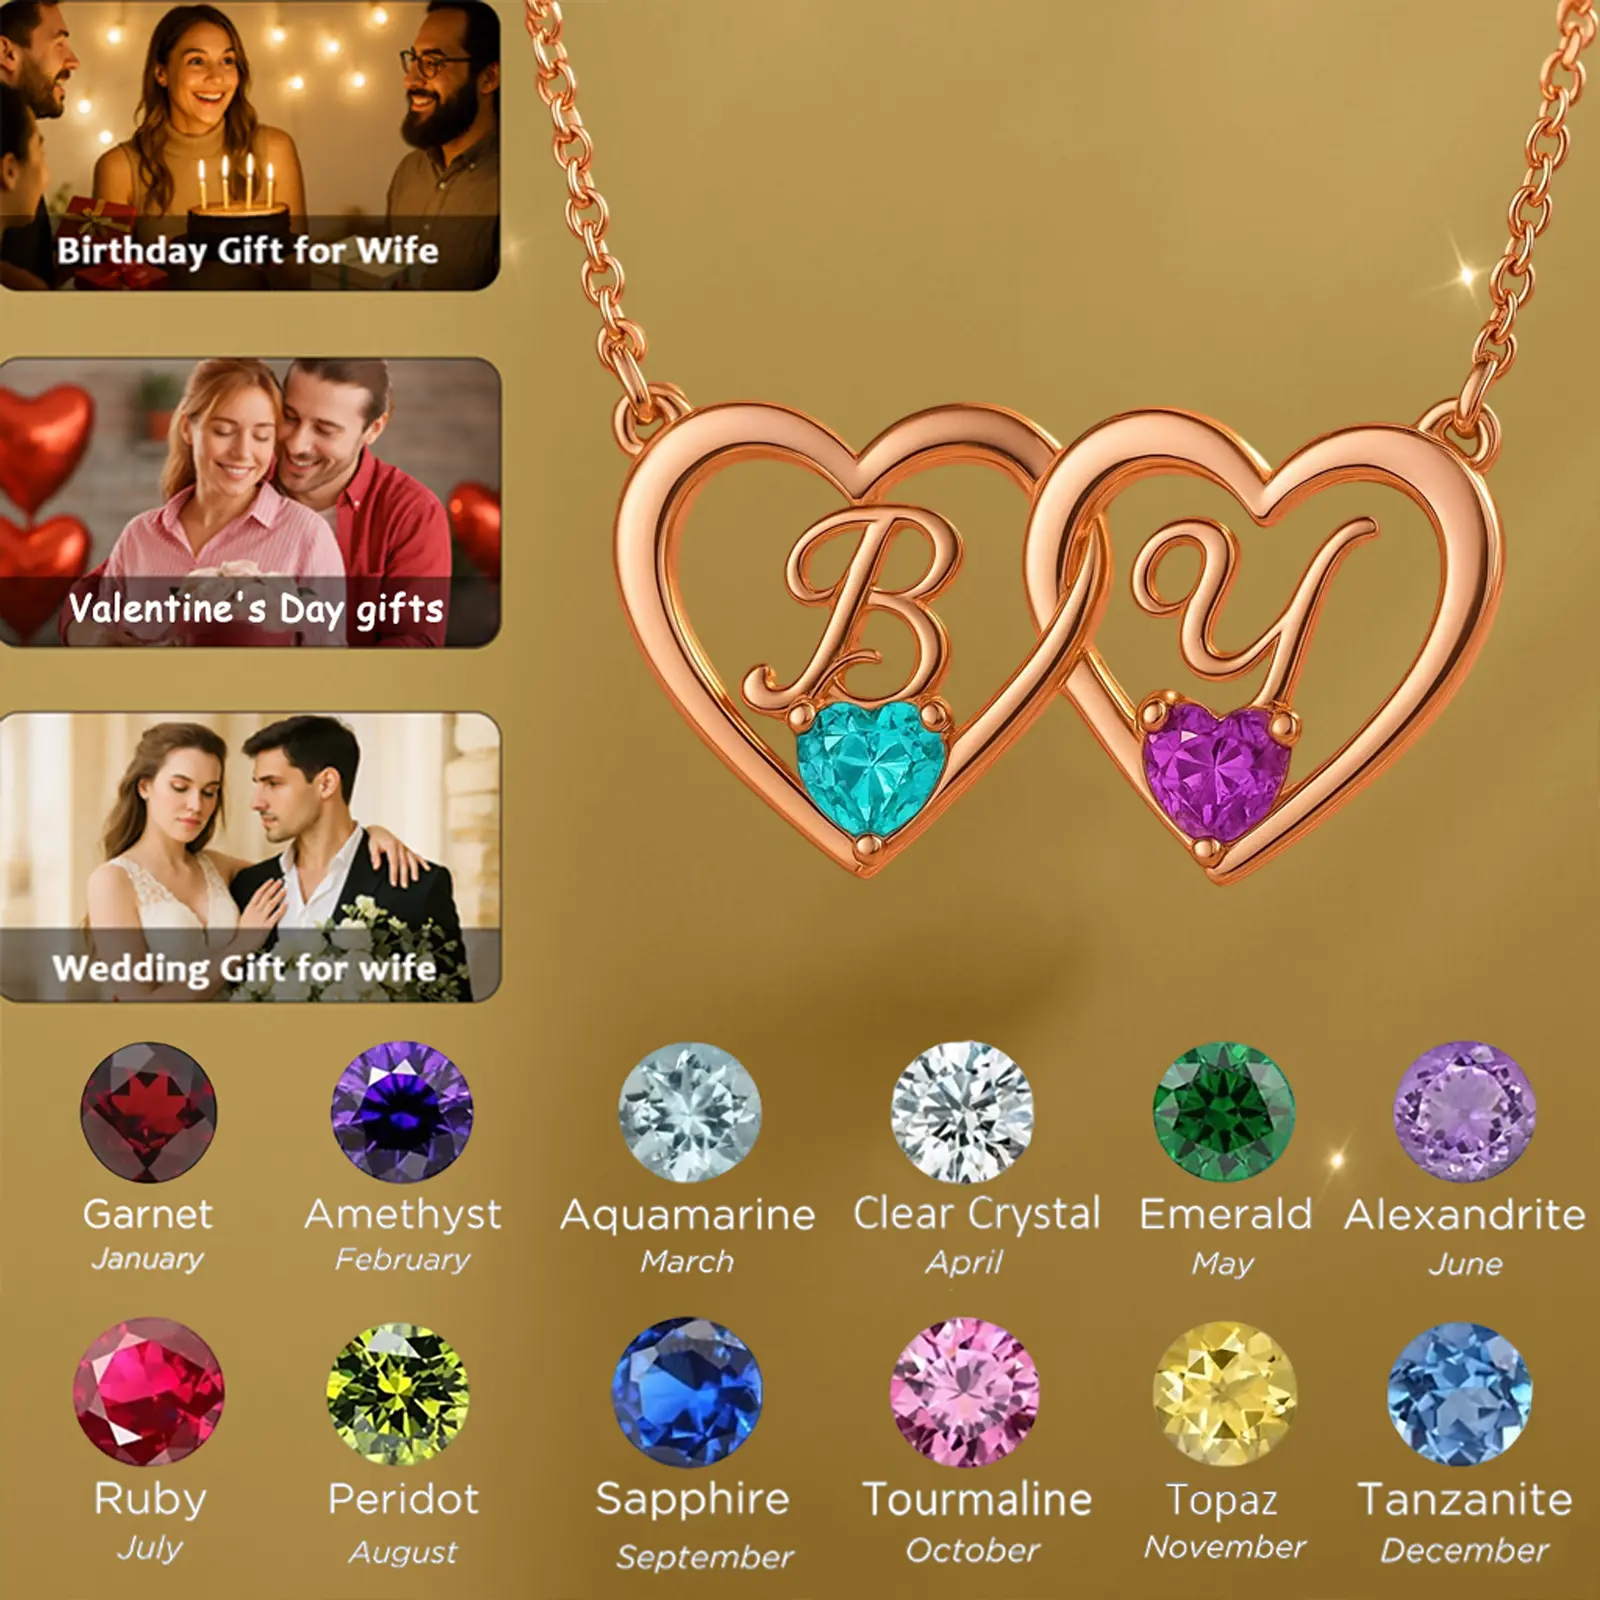 Birthday Gift for Wife
Valentine's Day gifts
Wedding Gift for wife
B
Y
Garnet
January
Amethyst
February
Aquamarine
March
Clear Crystal
April
Emerald
May
Alexandrite
June
Ruby
July
Peridot
August
Sapphire
September
Tourmaline
October
Topaz
November
Tanzanite
December